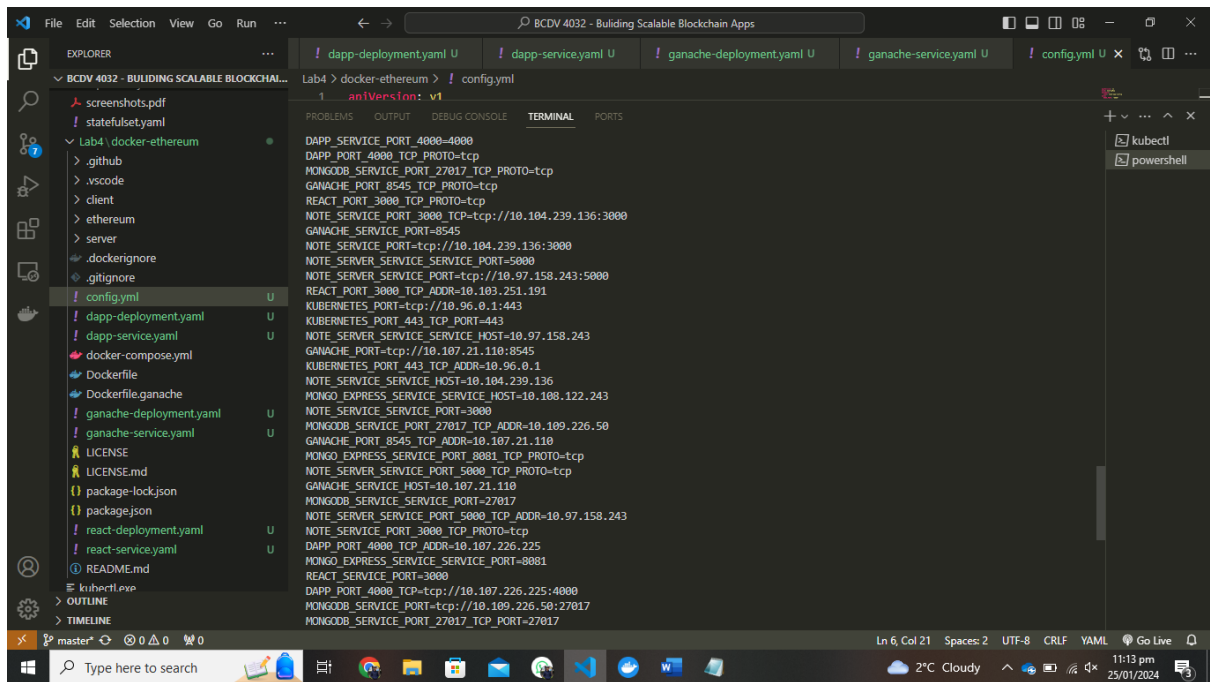 File Edit Selection View Go Run ···
BCDV 4032 - Buliding Scalable Blockchain Apps
EXPLORER
BCDV 4032 - BULIDING SCALABLE BLOCKCHAI...
screenshots.pdf
statefulset.yaml
Lab4\docker-ethereum
.github
.vscode
client
ethereum
server
.dockerignore
.gitignore
config.yml U
dapp-deployment.yaml U
dapp-service.yaml U
docker-compose.yml
Dockerfile
Dockerfile.ganache
ganache-deployment.yaml U
ganache-service.yaml U
LICENSE
LICENSE.md
package-lock.json
package.json
react-deployment.yaml U
react-service.yaml U
README.md
kubectl.exe
OUTLINE
TIMELINE
dapp-deployment.yaml U dapp-service.yaml U ganache-deployment.yaml U ganache-service.yaml U config.yml U
Lab4 > docker-ethereum > ! config.yml
1 apiVersion: v1
PROBLEMS OUTPUT DEBUG CONSOLE TERMINAL PORTS
DAPP_SERVICE_PORT_4000=4000
DAPP_PORT_4000_TCP_PROTO=tcp
MONGODB_SERVICE_PORT_27017_TCP_PROTO=tcp
GANACHE_PORT_8545_TCP_PROTO=tcp
REACT_PORT_3000_TCP_PROTO=tcp
NOTE_SERVICE_PORT_3000_TCP=tcp://10.104.239.136:3000
GANACHE_SERVICE_PORT=8545
NOTE_SERVICE_PORT=tcp://10.104.239.136:3000
NOTE_SERVER_SERVICE_SERVICE_PORT=5000
NOTE_SERVER_SERVICE_PORT=tcp://10.97.158.243:5000
REACT_PORT_3000_TCP_ADDR=10.103.251.191
KUBERNETES_PORT=tcp://10.96.0.1:443
KUBERNETES_PORT_443_TCP_PORT=443
NOTE_SERVER_SERVICE_SERVICE_HOST=10.97.158.243
GANACHE_PORT=tcp://10.107.21.110:8545
KUBERNETES_PORT_443_TCP_ADDR=10.96.0.1
NOTE_SERVICE_SERVICE_HOST=10.104.239.136
MONGO_EXPRESS_SERVICE_SERVICE_HOST=10.108.122.243
NOTE_SERVICE_SERVICE_PORT=3000
MONGODB_SERVICE_PORT_27017_TCP_ADDR=10.109.226.50
GANACHE_PORT_8545_TCP_ADDR=10.107.21.110
MONGO_EXPRESS_SERVICE_PORT_8081_TCP_PROTO=tcp
NOTE_SERVER_SERVICE_PORT_5000_TCP_PROTO=tcp
GANACHE_SERVICE_HOST=10.107.21.110
MONGODB_SERVICE_SERVICE_PORT=27017
NOTE_SERVER_SERVICE_PORT_5000_TCP_ADDR=10.97.158.243
NOTE_SERVICE_PORT_3000_TCP_PROTO=tcp
DAPP_PORT_4000_TCP_ADDR=10.107.226.225
MONGO_EXPRESS_SERVICE_SERVICE_PORT=8081
REACT_SERVICE_PORT=3000
DAPP_PORT_4000_TCP=tcp://10.107.226.225:4000
MONGODB_SERVICE_PORT=tcp://10.109.226.50:27017
MONGODB_SERVICE_PORT_27017_TCP_PORT=27017
kubectl
powershell
7
master* 0 0 0
Ln 6, Col 21 Spaces: 2 UTF-8 CRLF YAML Go Live
Type here to search
2°C Cloudy
11:13 pm
25/01/2024
3